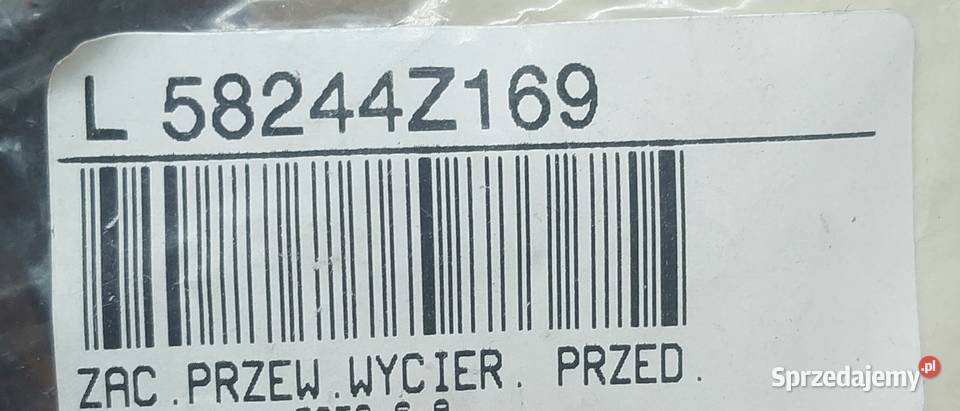 L 58244Z169
ZAC.PRZEW.WYCIER. PRZED.
Sprzedajemy.pl